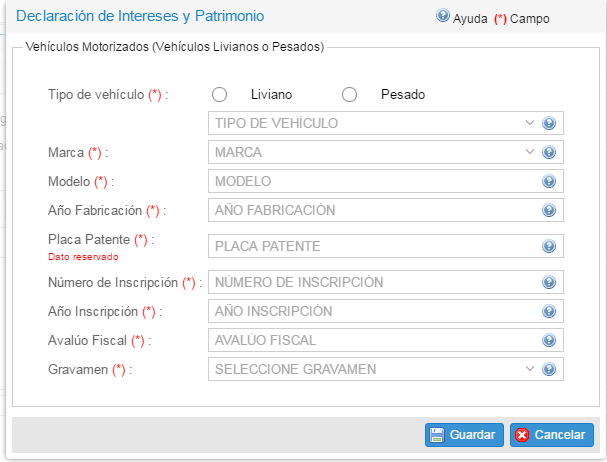 Declaración de Intereses y Patrimonio
Ayuda (*) Campo
Vehículos Motorizados (Vehículos Livianos o Pesados)
Tipo de vehículo (*) : Liviano Pesado
TIPO DE VEHÍCULO
Marca (*) : MARCA
Modelo (*) : MODELO
Año Fabricación (*) : AÑO FABRICACIÓN
Placa Patente (*) : PLACA PATENTE
Dato reservado
Número de Inscripción (*) : NÚMERO DE INSCRIPCIÓN
Año Inscripción (*) : AÑO INSCRIPCIÓN
Avalúo Fiscal (*) : AVALÚO FISCAL
Gravamen (*) : SELECCIONE GRAVAMEN
Guardar Cancelar